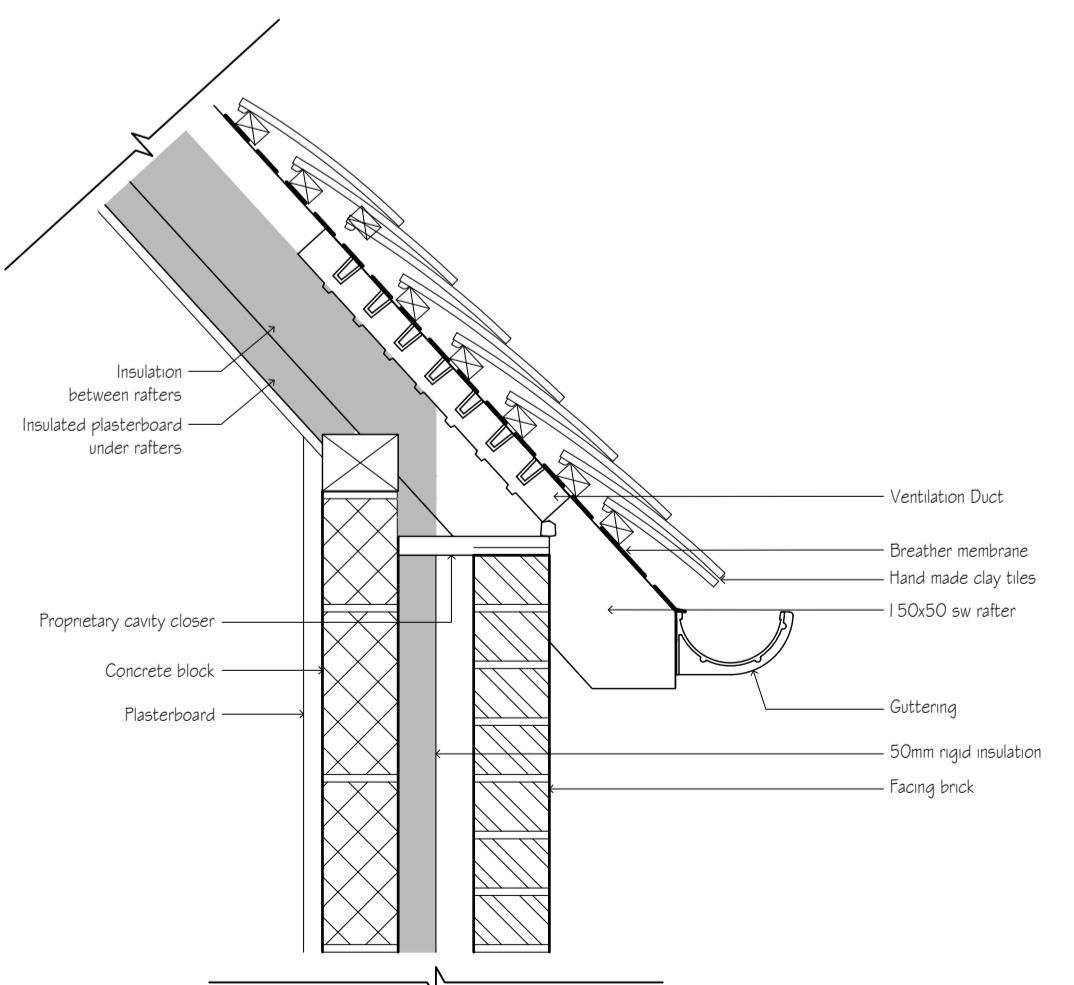 Insulation
between rafters
Insulated plasterboard
under rafters
Proprietary cavity closer
Concrete block
Plasterboard
Ventilation Duct
Breather membrane
Hand made clay tiles
150x50 sw rafter
Guttering
50mm rigid insulation
Facing brick